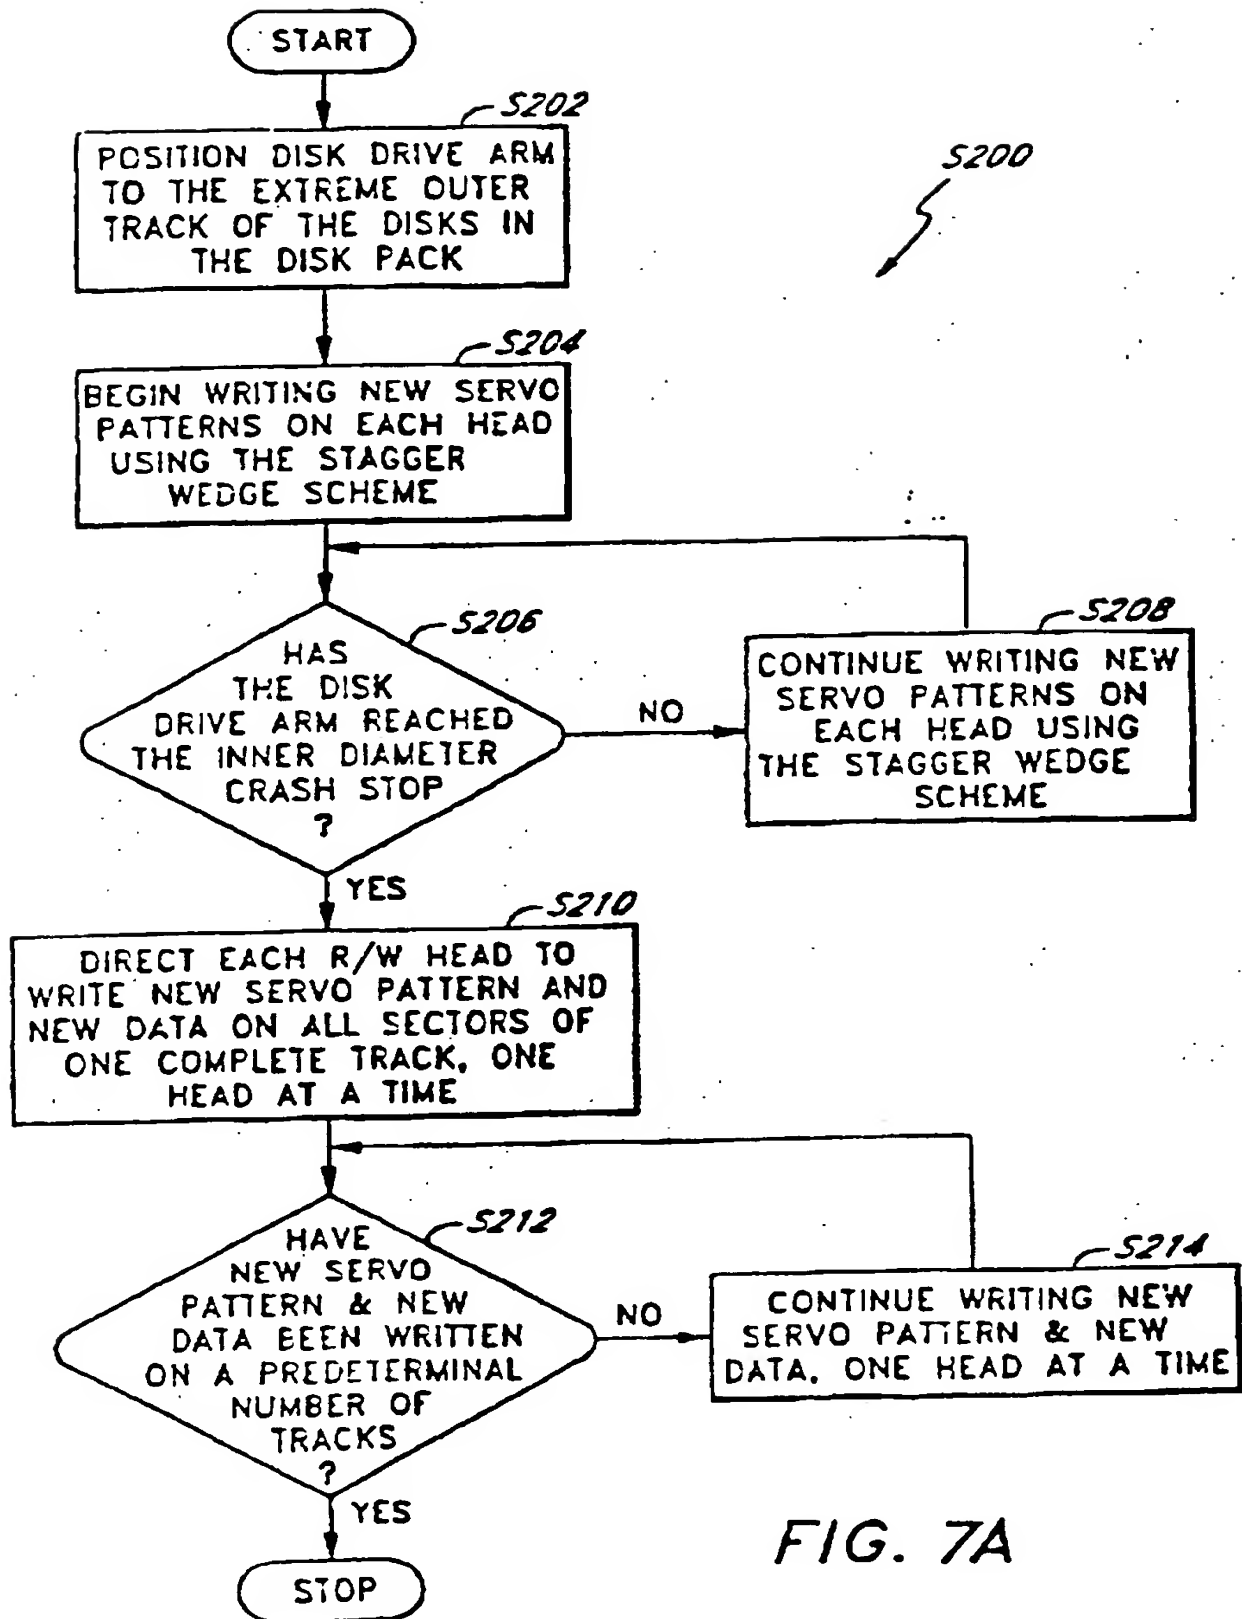 START
S202
POSITION DISK DRIVE ARM
TO THE EXTREME OUTER
TRACK OF THE DISKS IN
THE DISK PACK
S200
S204
BEGIN WRITING NEW SERVO
PATTERNS ON EACH HEAD
USING THE STAGGER
WEDGE SCHEME
S206
HAS
THE DISK
DRIVE ARM REACHED
THE INNER DIAMETER
CRASH STOP
?
NO
S208
CONTINUE WRITING NEW
SERVO PATTERNS ON
EACH HEAD USING
THE STAGGER WEDGE
SCHEME
YES
S210
DIRECT EACH R/W HEAD TO
WRITE NEW SERVO PATTERN AND
NEW DATA ON ALL SECTORS OF
ONE COMPLETE TRACK, ONE
HEAD AT A TIME
S212
HAVE
NEW SERVO
PATTERN & NEW
DATA BEEN WRITTEN
ON A PREDETERMINAL
NUMBER OF
TRACKS
?
NO
S214
CONTINUE WRITING NEW
SERVO PATTERN & NEW
DATA, ONE HEAD AT A TIME
YES
STOP
FIG. 7A